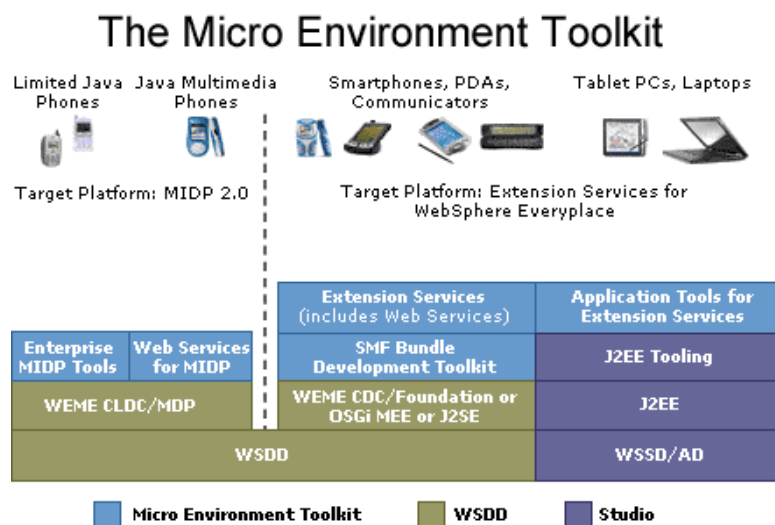 The Micro Environment Toolkit
Limited Java Phones
Java Multimedia Phones
Smartphones, PDAs, Communicators
Tablet PCs, Laptops
Target Platform: MIDP 2.0
Target Platform: Extension Services for
WebSphere Everyplace
Extension Services
(includes Web Services)
Application Tools for
Extension Services
Enterprise
MIDP Tools
Web Services
for MIDP
SMF Bundle
Development Toolkit
J2EE Tooling
WEME CLDC/MDP
WEME CDC/Foundation or
OSGi MEE or J2SE
J2EE
WSDD
WSSD/AD
Micro Environment Toolkit
WSDD
Studio